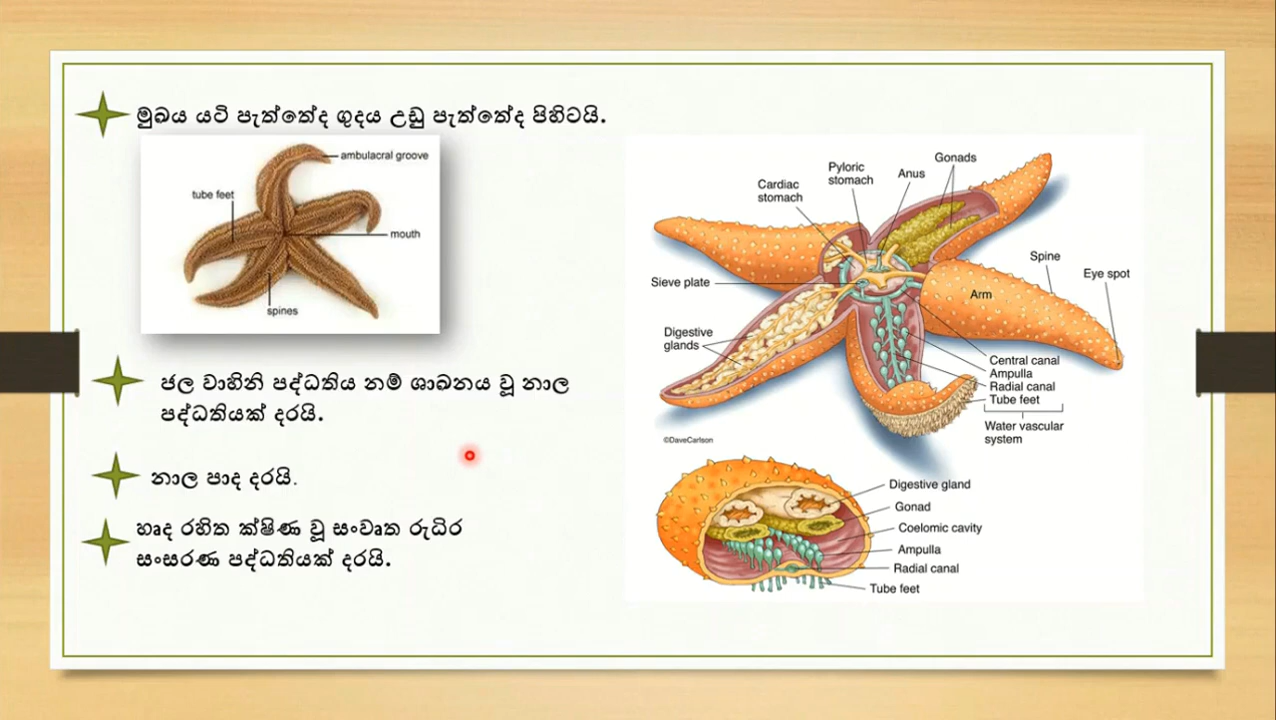 මුඛය යටි පැත්තේද ගුදය උඩු පැත්තේද පිහිටයි.
ambulacral groove
tube feet
mouth
spines
ජල වාහිනි පද්ධතිය නම් ශාඛනය වූ නාල
පද්ධතියක් දරයි.
නාල පාද දරයි.
හෘද රහිත ක්ෂිණ වූ සංවෘත රුධිර
සංසරණ පද්ධතියක් දරයි.
Gonads
Pyloric
stomach
Anus
Cardiac
stomach
Spine
Eye spot
Sieve plate
Arm
Digestive
glands
Central canal
Ampulla
Radial canal
Tube feet
Water vascular
system
©DaveCarlson
Digestive gland
Gonad
Coelomic cavity
Ampulla
Radial canal
Tube feet